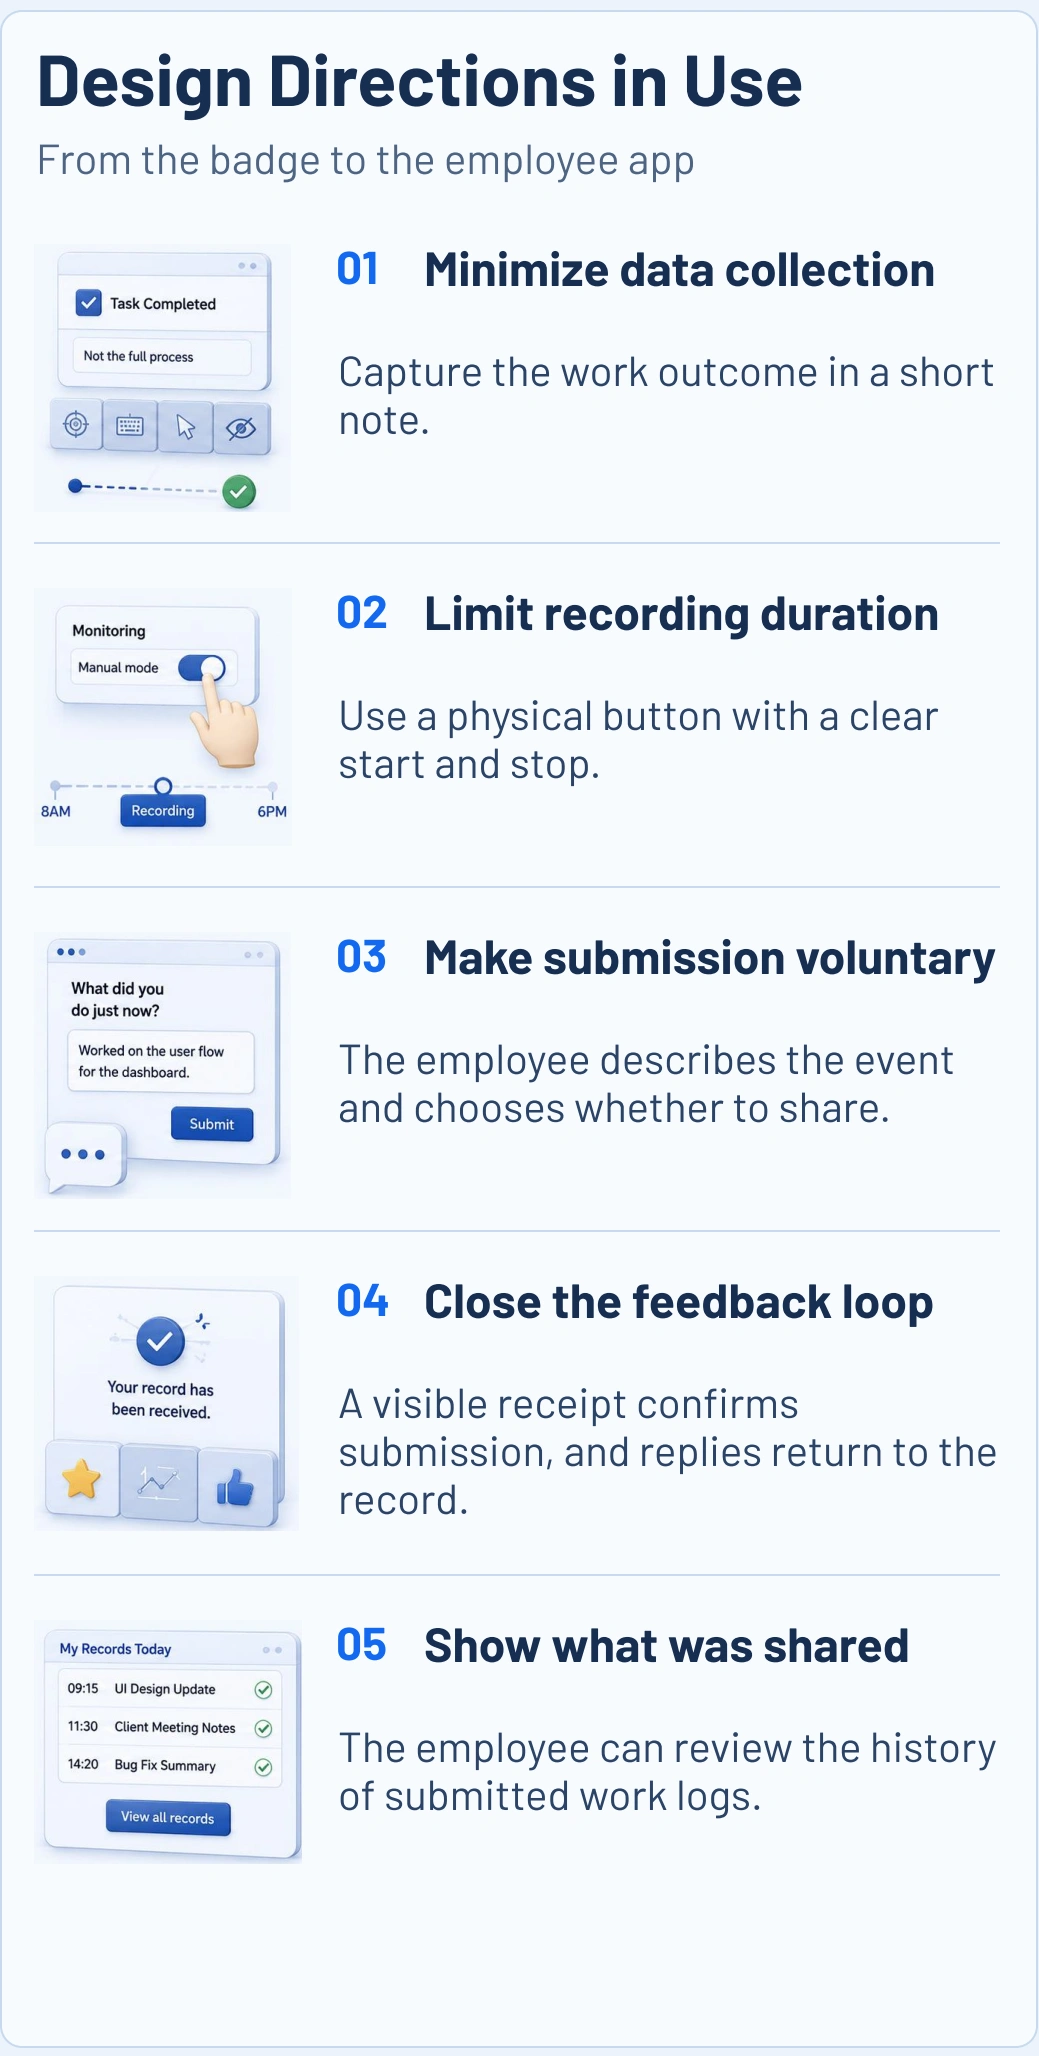 Design Directions in Use
From the badge to the employee app
Task Completed
Not the full process
01 Minimize data collection
Capture the work outcome in a short
note.
Monitoring
Manual mode
8AM
Recording
6PM
02 Limit recording duration
Use a physical button with a clear
start and stop.
What did you
do just now?
Worked on the user flow
for the dashboard.
Submit
03 Make submission voluntary
The employee describes the event
and chooses whether to share.
Your record has
been received.
04 Close the feedback loop
A visible receipt confirms
submission, and replies return to the
record.
My Records Today
09:15 UI Design Update
11:30 Client Meeting Notes
14:20 Bug Fix Summary
View all records
05 Show what was shared
The employee can review the history
of submitted work logs.